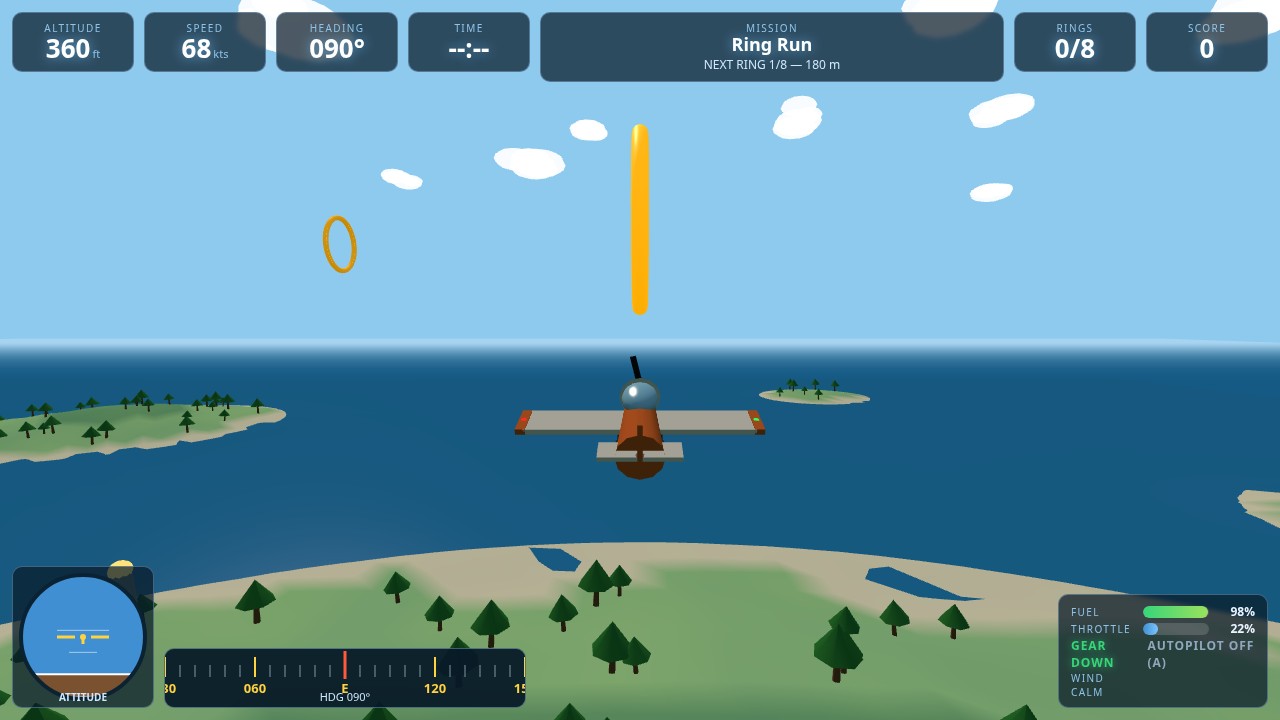 ALTITUDE
360 ft
SPEED
68 kts
HEADING
090°
TIME
--:--
MISSION
Ring Run
NEXT RING 1/8 — 180 m
RINGS
0/8
SCORE
0
ATTITUDE
30 060 E 120 15
HDG 090°
FUEL 98%
THROTTLE 22%
GEAR DOWN
AUTOPILOT OFF (A)
WIND CALM